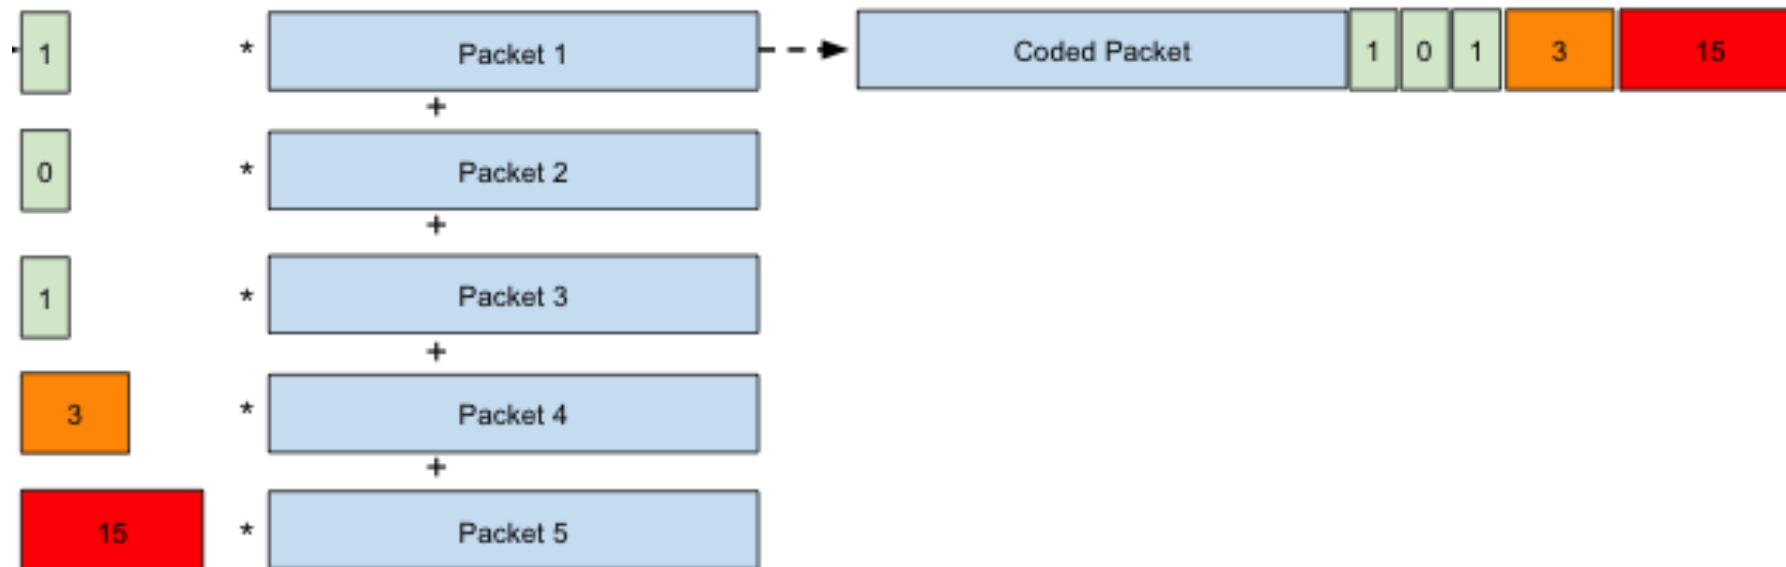 1 * Packet 1 Coded Packet 1 0 1 3 15
+
0 * Packet 2
+
1 * Packet 3
+
3 * Packet 4
+
15 * Packet 5